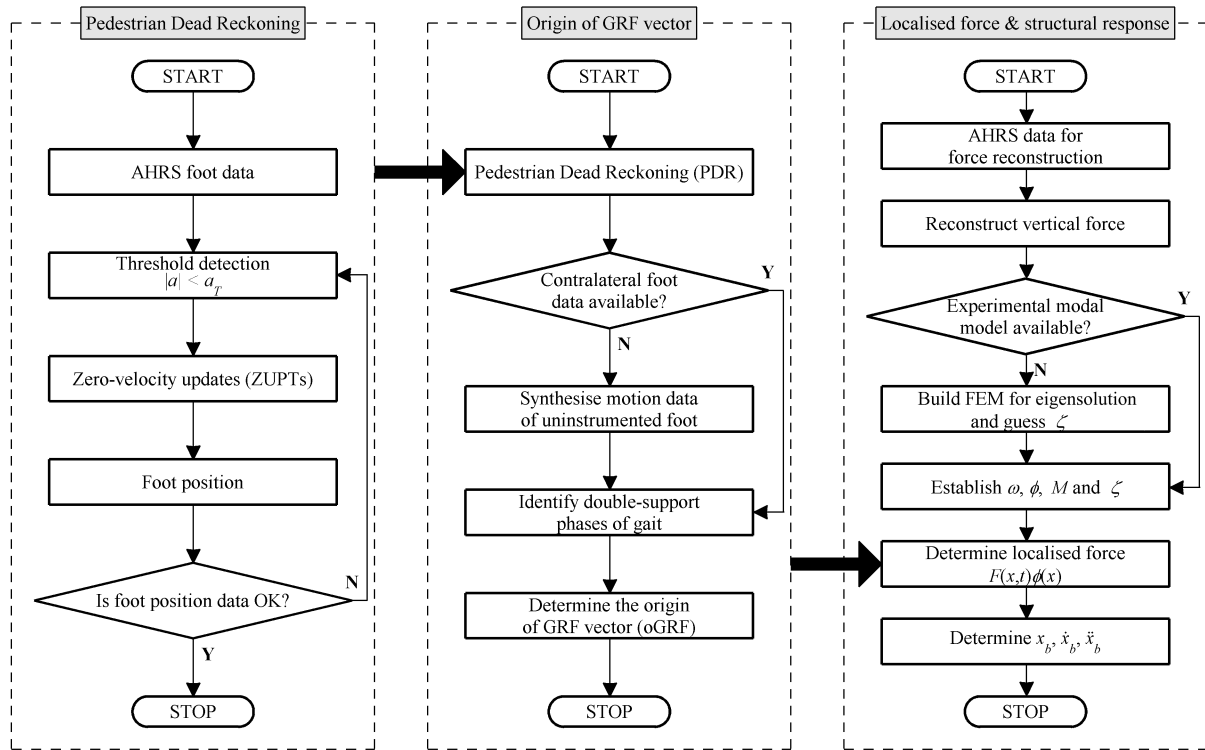 Pedestrian Dead Reckoning
START
AHRS foot data
Threshold detection
|a| < a_T
Zero-velocity updates (ZUPTs)
Foot position
Is foot position data OK?
N
Y
STOP
Origin of GRF vector
START
Pedestrian Dead Reckoning (PDR)
Contralateral foot
data available?
Y
N
Synthesise motion data
of uninstrumented foot
Identify double-support
phases of gait
Determine the origin
of GRF vector (oGRF)
STOP
Localised force & structural response
START
AHRS data for
force reconstruction
Reconstruct vertical force
Experimental modal
model available?
Y
N
Build FEM for eigensolution
and guess ζ
Establish ω, ϕ, M and ζ
Determine localised force
F(x,t)ϕ(x)
Determine x_b, ẋ_b, ẍ_b
STOP